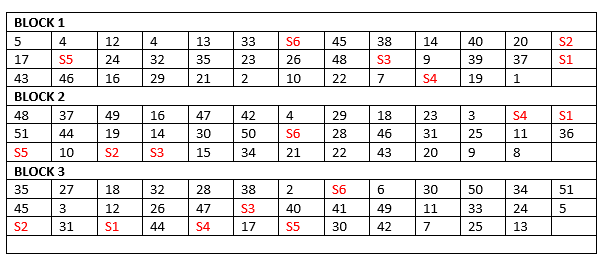 BLOCK 1
5 4 12 4 13 33 S6 45 38 14 40 20 S2
17 S5 24 32 35 23 26 48 S3 9 39 37 S1
43 46 16 29 21 2 10 22 7 S4 19 1
BLOCK 2
48 37 49 16 47 42 4 29 18 23 3 S4 S1
51 44 19 14 30 50 S6 28 46 31 25 11 36
S5 10 S2 S3 15 34 21 22 43 20 9 8
BLOCK 3
35 27 18 32 28 38 2 S6 6 30 50 34 51
45 3 12 26 47 S3 40 41 49 11 33 24 5
S2 31 S1 44 S4 17 S5 30 42 7 25 13